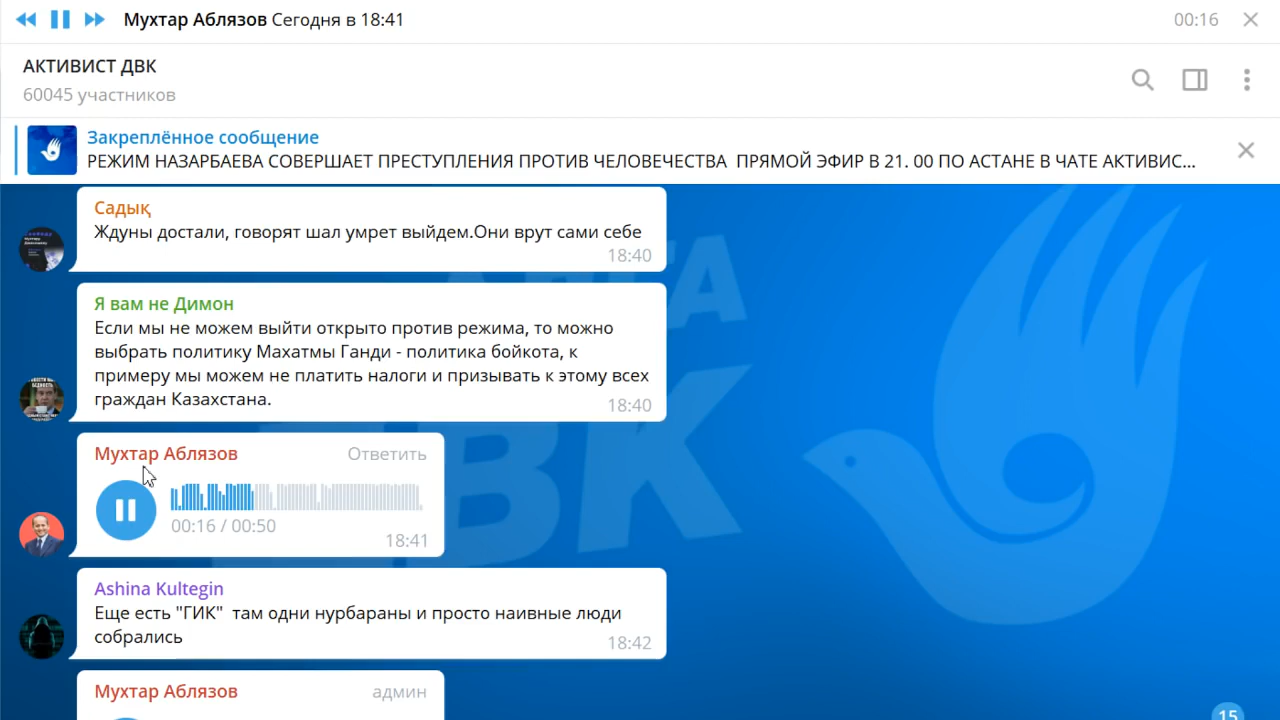 Мухтар Аблязов Сегодня в 18:41
00:16
АКТИВИСТ ДВК
60045 участников
Закреплённое сообщение
РЕЖИМ НАЗАРБАЕВА СОВЕРШАЕТ ПРЕСТУПЛЕНИЯ ПРОТИВ ЧЕЛОВЕЧЕСТВА ПРЯМОЙ ЭФИР В 21. 00 ПО АСТАНЕ В ЧАТЕ АКТИВИС...
Садық
Ждуны достали, говорят шал умрет выйдем.Они врут сами себе
18:40
Я вам не Димон
Если мы не можем выйти открыто против режима, то можно
выбрать политику Махатмы Ганди - политика бойкота, к
примеру мы можем не платить налоги и призывать к этому всех
граждан Казахстана.
18:40
Мухтар Аблязов Ответить
00:16 / 00:50
18:41
Ashina Kultegin
Еще есть "ГИК" там одни нурбараны и просто наивные люди
собрались
18:42
Мухтар Аблязов админ
15
ДВК